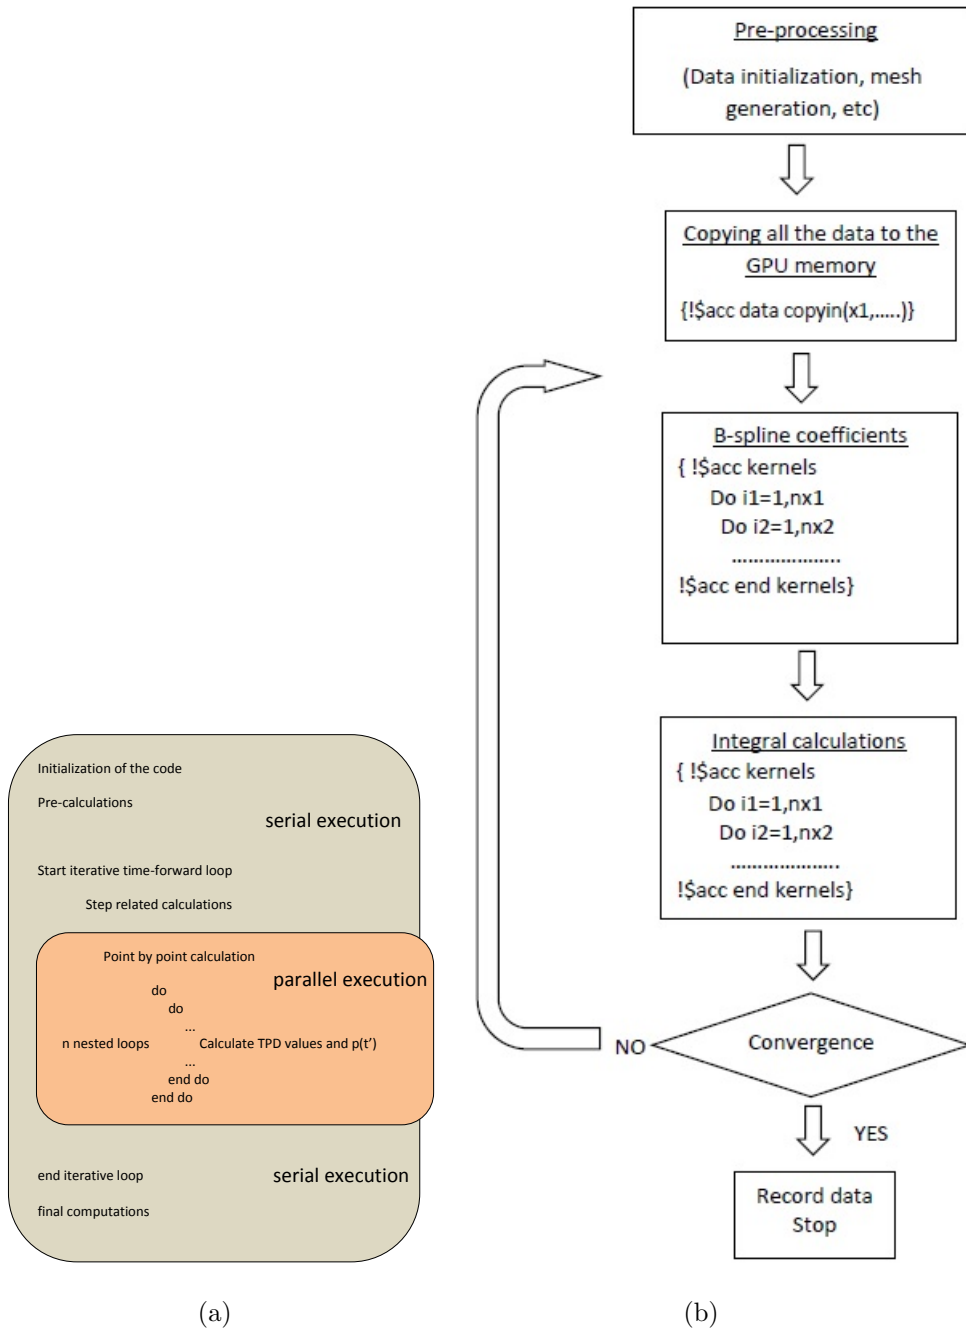 Pre-processing
(Data initialization, mesh
generation, etc)
Copying all the data to the
GPU memory
{!$acc data copyin(x1,.....)}
B-spline coefficients
{ !$acc kernels
Do i1=1,nx1
Do i2=1,nx2
.....................
!$acc end kernels}
Integral calculations
{ !$acc kernels
Do i1=1,nx1
Do i2=1,nx2
.....................
!$acc end kernels}
Convergence
NO
YES
Record data
Stop
Initialization of the code
Pre-calculations
serial execution
Start iterative time-forward loop
Step related calculations
Point by point calculation
parallel execution
do
do
...
n nested loops Calculate TPD values and p(t’)
...
end do
end do
end iterative loop serial execution
final computations
(a) (b)